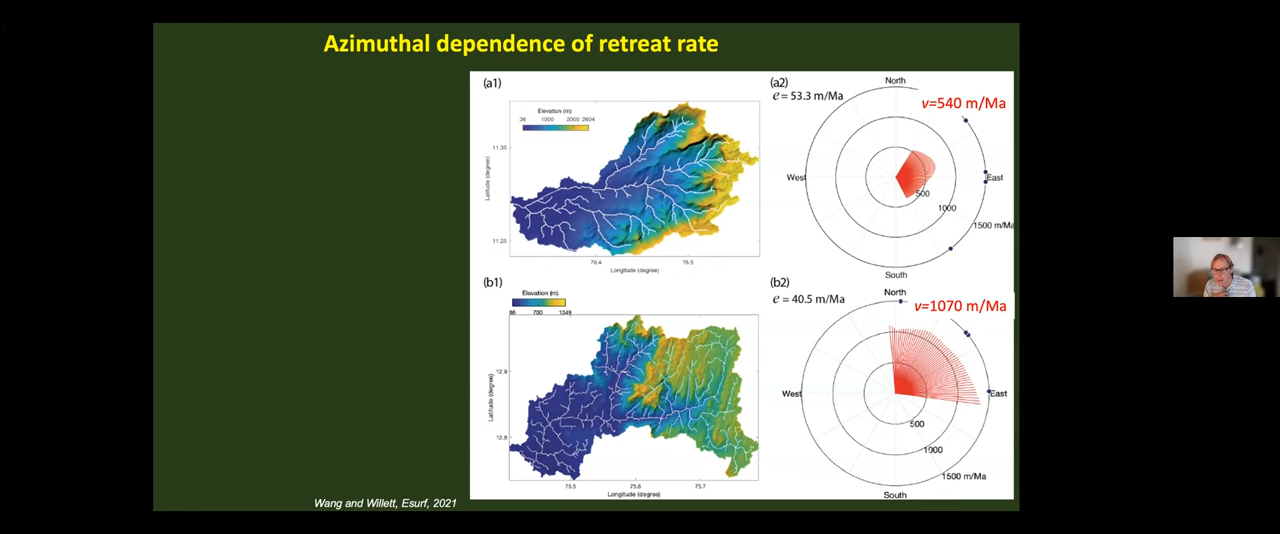 Azimuthal dependence of retreat rate
(a1)
Elevation (m)
36 1000 2000 2604
11.35
11.25
Latitude (degree)
76.4 76.5
Longitude (degree)
(a2)
North
e = 53.3 m/Ma
v=540 m/Ma
West
East
500
1000
1500 m/Ma
South
(b1)
Elevation (m)
86 700 1349
12.9
12.8
Latitude (degree)
75.5 75.6 75.7
Longitude (degree)
(b2)
North
e = 40.5 m/Ma
v=1070 m/Ma
West
East
500
1000
1500 m/Ma
South
Wang and Willett, Esurf, 2021